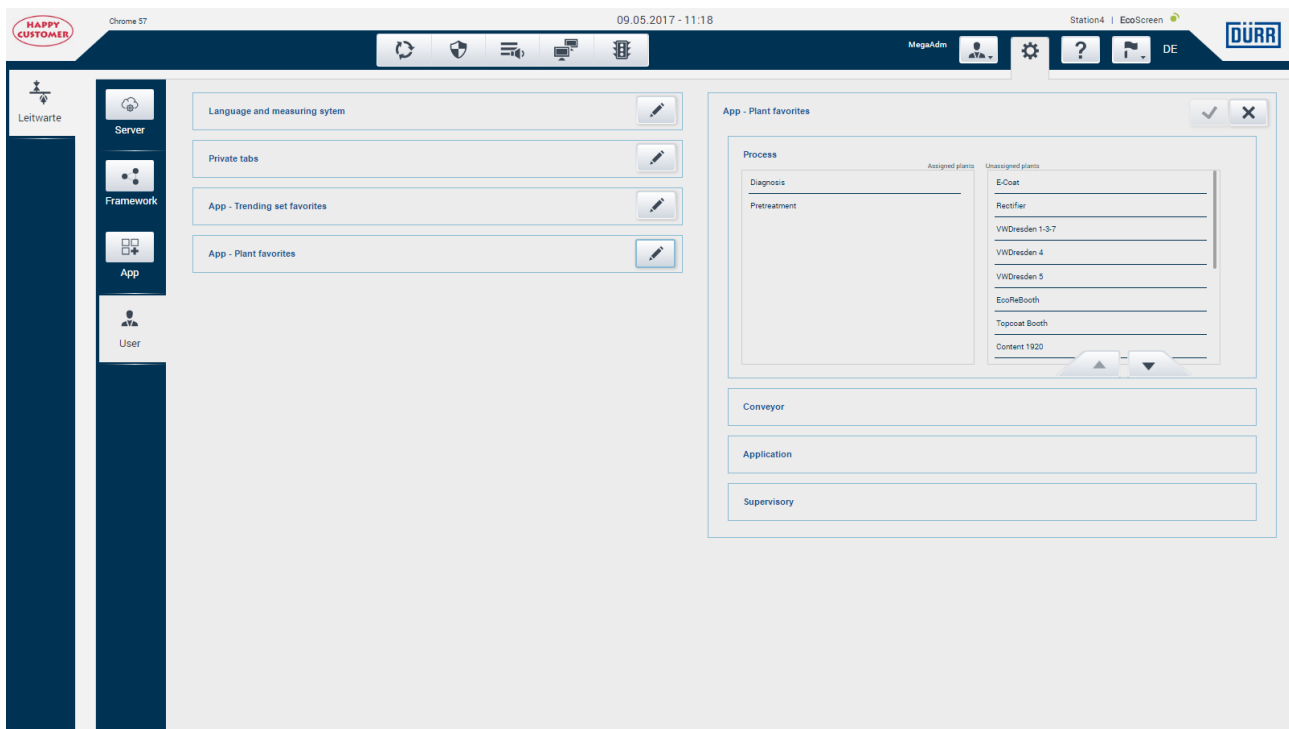 HAPPY
CUSTOMER
Chrome 57
09.05.2017 - 11:18
Station4 | EcoScreen
DÜRR
MegaAdm
?
DE
Leitwarte
Server
Framework
App
User
Language and measuring sytem
Private tabs
App - Trending set favorites
App - Plant favorites
App - Plant favorites
Process
Assigned plants
Unassigned plants
Diagnosis
Pretreatment
E-Coat
Rectifier
VWDresden 1-3-7
VWDresden 4
VWDresden 5
EcoReBooth
Topcoat Booth
Content 1920
Conveyor
Application
Supervisory